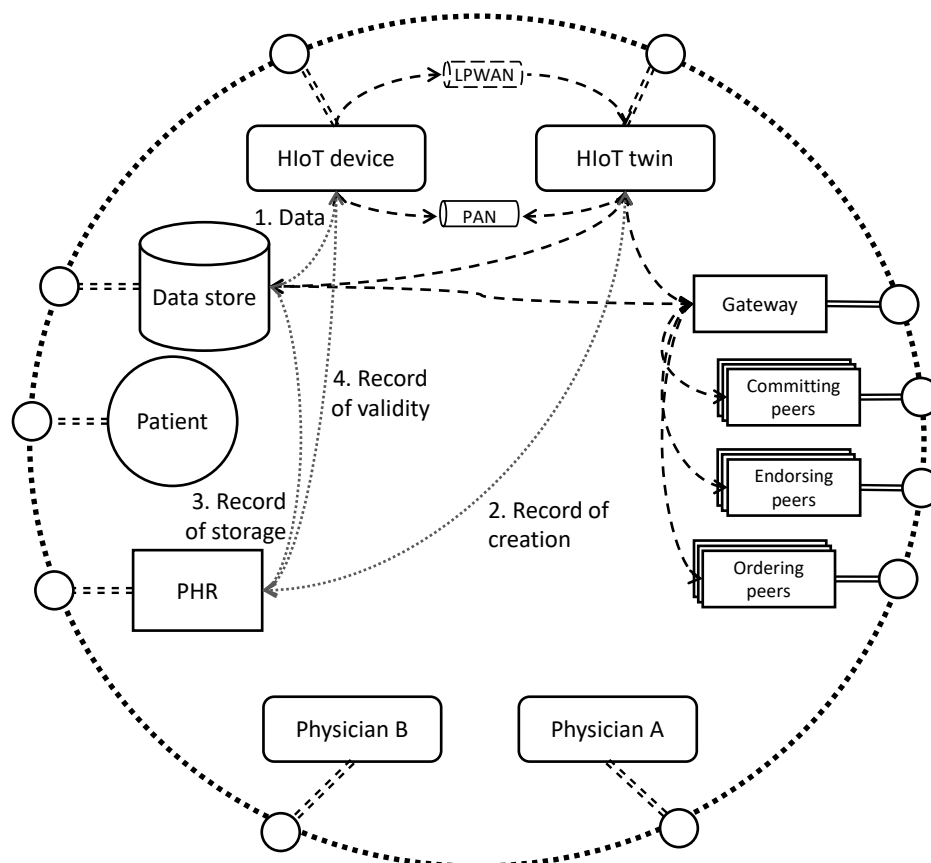 LPWAN
HIoT device
HIoT twin
1. Data
PAN
Data store
Gateway
4. Record
of validity
Committing
peers
Patient
Endorsing
peers
3. Record
of storage
2. Record of
creation
PHR
Ordering
peers
Physician B
Physician A